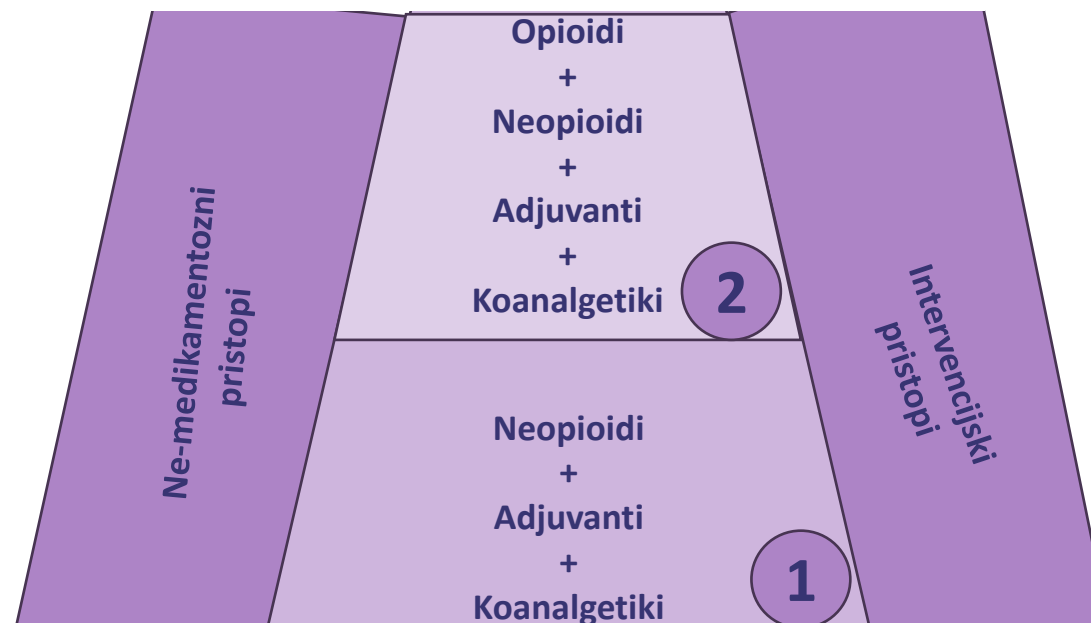 Opioidi
+
Neopioidi
+
Adjuvanti
+
Koanalgetiki
2
Ne-medikamentozni
pristopi
Intervencijski
pristopi
Neopioidi
+
Adjuvanti
+
Koanalgetiki
1